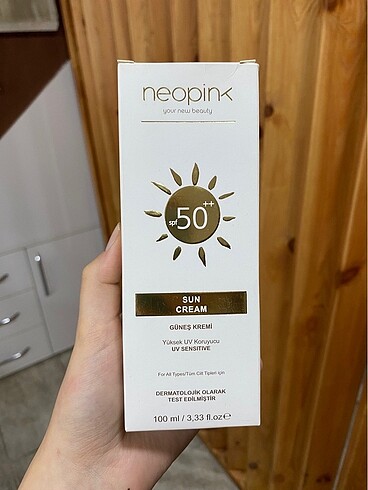 neopink
your new beauty
spf 50++
SUN
CREAM
GÜNEŞ KREMİ
Yüksek UV Koruyucu
UV SENSITIVE
For All Types/Tüm Cilt Tipleri için
DERMATOLOJİK OLARAK
TEST EDİLMİŞTİR
100 ml / 3,33 fl.oz℮